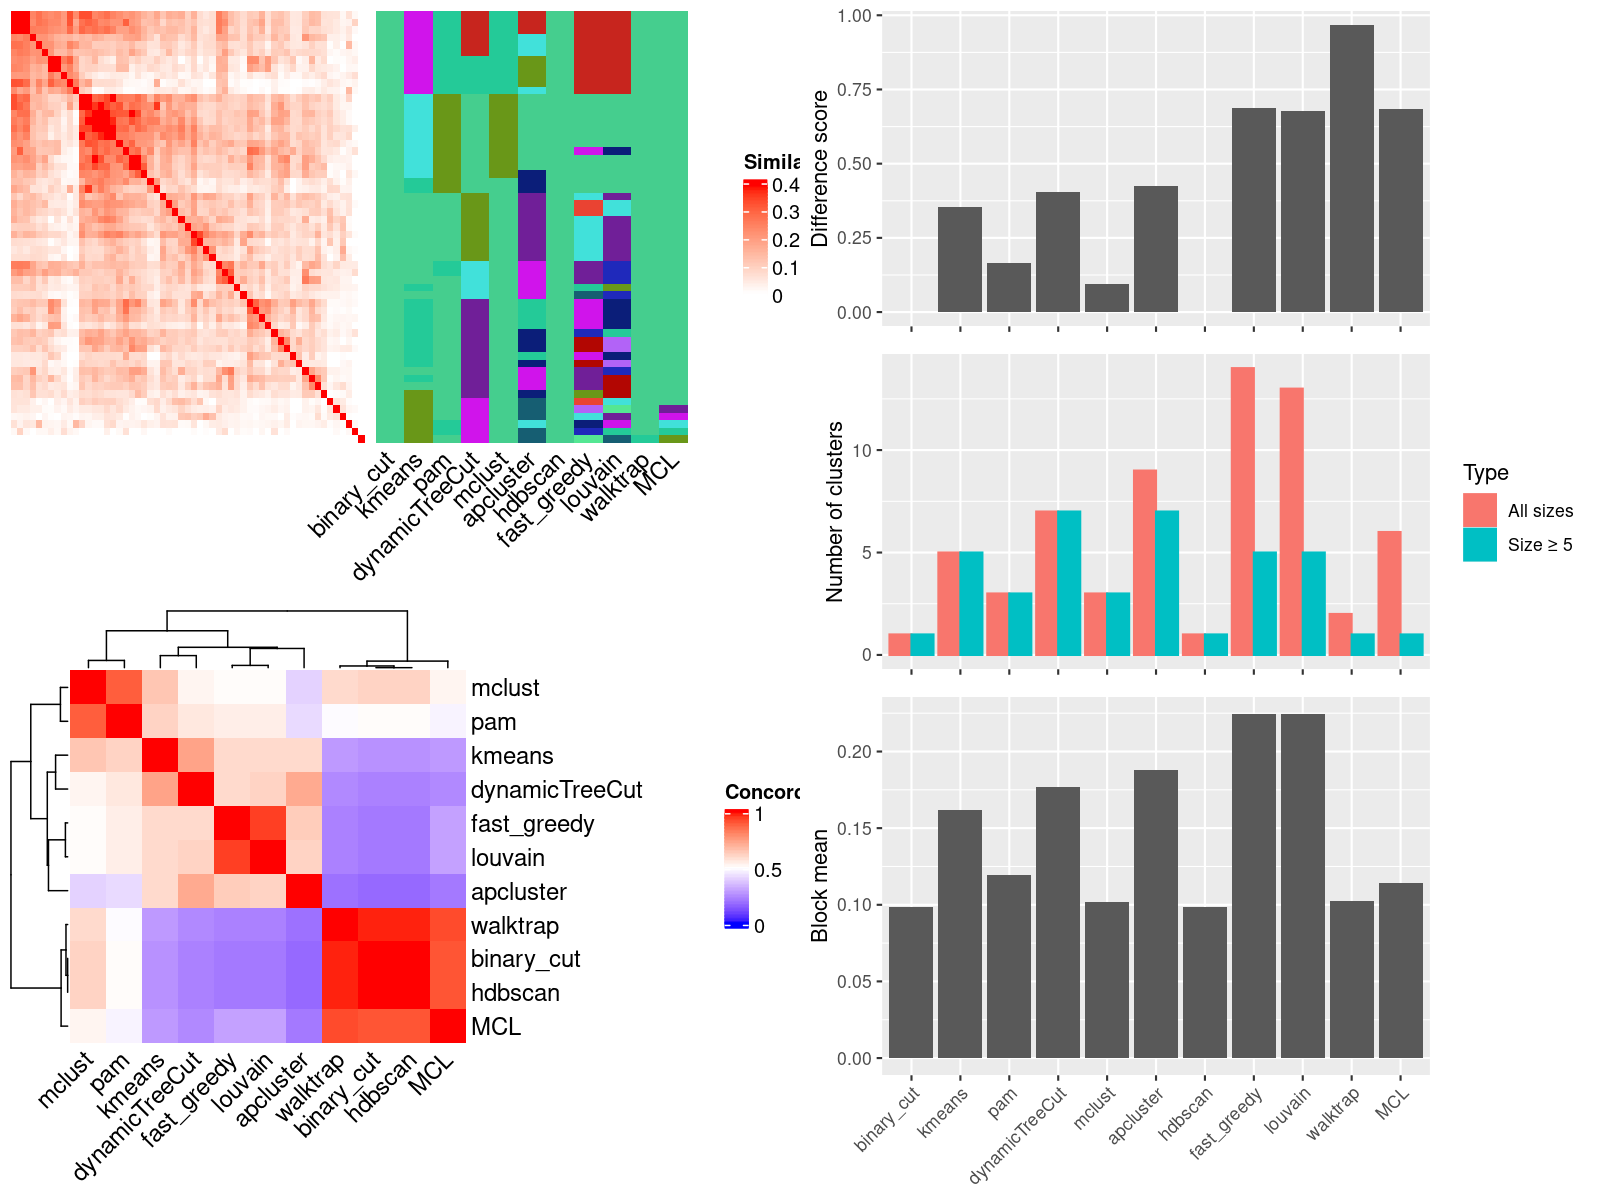 Simila
0.4
0.3
0.2
0.1
0
binary_cut
kmeans
pam
dynamicTreeCut
mclust
apcluster
hdbscan
fast_greedy
louvain
walktrap
MCL
mclust
pam
kmeans
dynamicTreeCut
fast_greedy
louvain
apcluster
walktrap
binary_cut
hdbscan
MCL
mclust
pam
kmeans
dynamicTreeCut
fast_greedy
louvain
apcluster
walktrap
binary_cut
hdbscan
MCL
Concord
1
0.5
0
Difference score
1.00
0.75
0.50
0.25
0.00
Number of clusters
10
5
0
Type
All sizes
Size ≥ 5
Block mean
0.20
0.15
0.10
0.05
0.00
binary_cut
kmeans
pam
dynamicTreeCut
mclust
apcluster
hdbscan
fast_greedy
louvain
walktrap
MCL